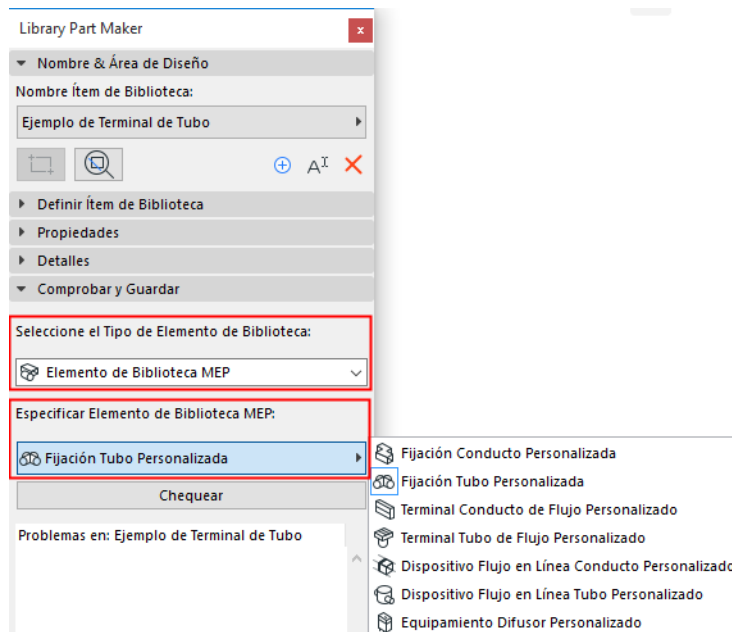 Library Part Maker
x
Nombre & Área de Diseño
Nombre Ítem de Biblioteca:
Ejemplo de Terminal de Tubo
A
Definir Ítem de Biblioteca
Propiedades
Detalles
Comprobar y Guardar
Seleccione el Tipo de Elemento de Biblioteca:
Elemento de Biblioteca MEP
Especificar Elemento de Biblioteca MEP:
Fijación Tubo Personalizada
Chequear
Problemas en: Ejemplo de Terminal de Tubo
Fijación Conducto Personalizada
Fijación Tubo Personalizada
Terminal Conducto de Flujo Personalizado
Terminal Tubo de Flujo Personalizado
Dispositivo Flujo en Línea Conducto Personalizado
Dispositivo Flujo en Línea Tubo Personalizado
Equipamiento Difusor Personalizado